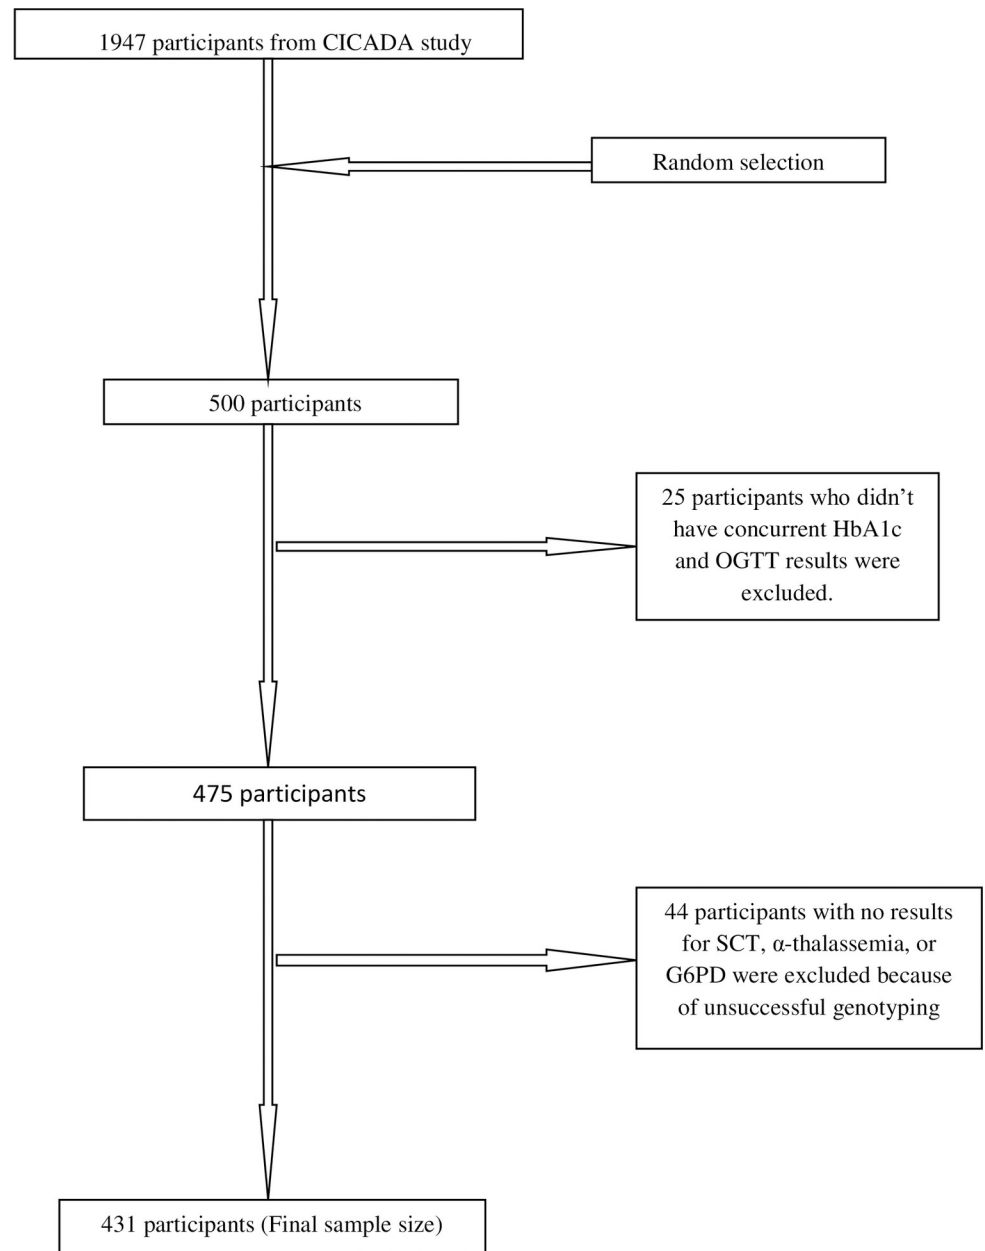 1947 participants from CICADA study
Random selection
500 participants
25 participants who didn’t
have concurrent HbA1c
and OGTT results were
excluded.
475 participants
44 participants with no results
for SCT, α-thalassemia, or
G6PD were excluded because
of unsuccessful genotyping
431 participants (Final sample size)